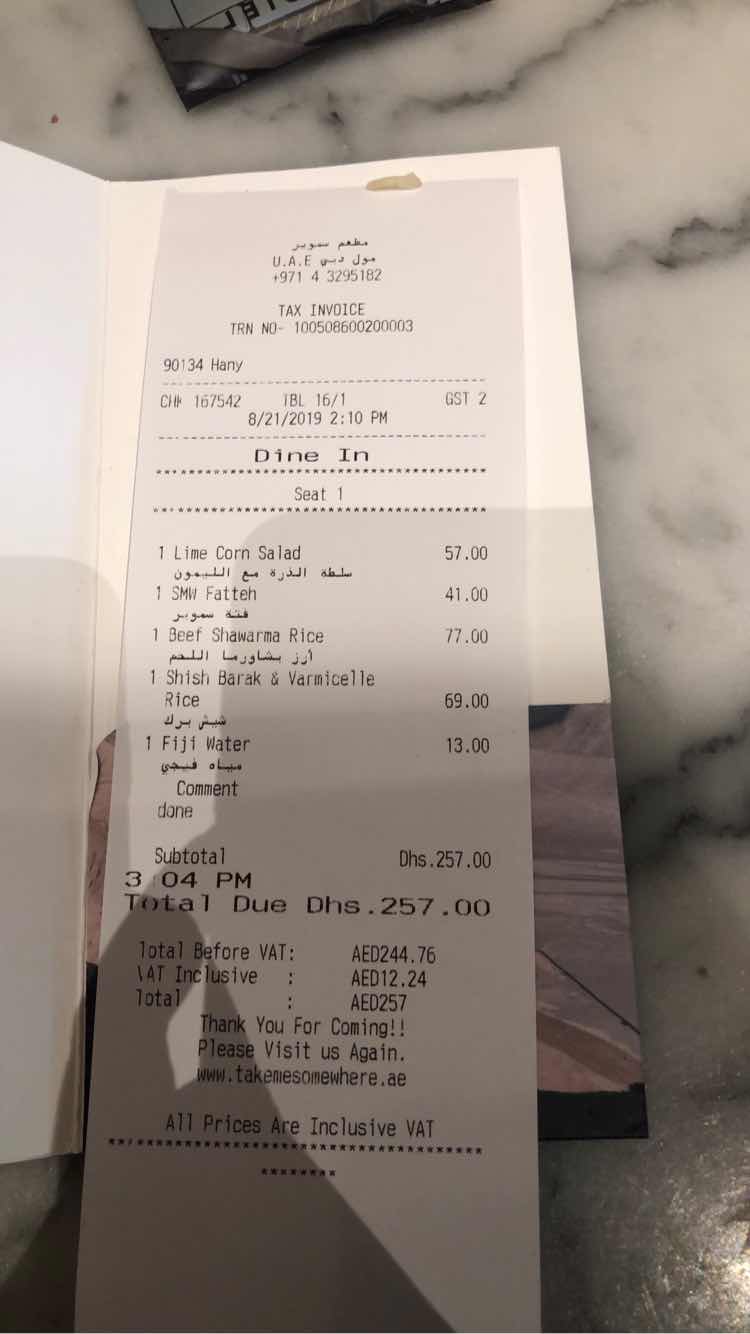 مطعم سموير
مول دبي U.A.E
+971 4 3295182
TAX INVOICE
TRN NO- 100508600200003
90134 Hany
CHK 167542 TBL 16/1 GST 2
8/21/2019 2:10 PM
Dine In
Seat 1
1 Lime Corn Salad 57.00
سلطة الذرة مع الليمون
1 SMW Fatteh 41.00
فتة سموير
1 Beef Shawarma Rice 77.00
أرز بشاورما اللحم
1 Shish Barak & Varmicelle
Rice 69.00
شيش برك
1 Fiji Water 13.00
مياه فيجي
Comment
done
Subtotal Dhs.257.00
3:04 PM
Total Due Dhs.257.00
Total Before VAT: AED244.76
VAT Inclusive : AED12.24
Total : AED257
Thank You For Coming!!
Please Visit us Again.
www.takemesomewhere.ae
All Prices Are Inclusive VAT